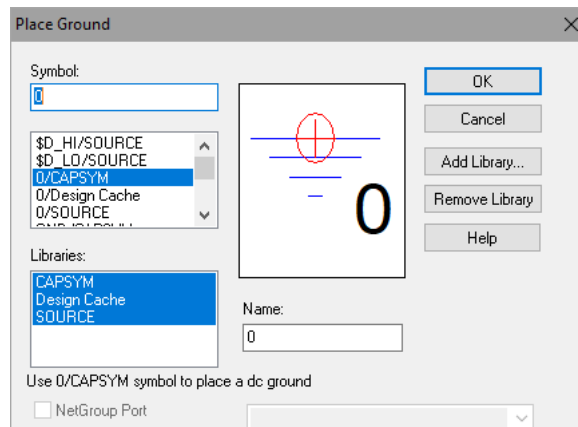 Place Ground
Symbol:
0
$D_HI/SOURCE
$D_LO/SOURCE
0/CAPSYM
0/Design Cache
0/SOURCE
Libraries:
CAPSYM
Design Cache
SOURCE
0
Name:
0
OK
Cancel
Add Library...
Remove Library
Help
Use 0/CAPSYM symbol to place a dc ground
NetGroup Port